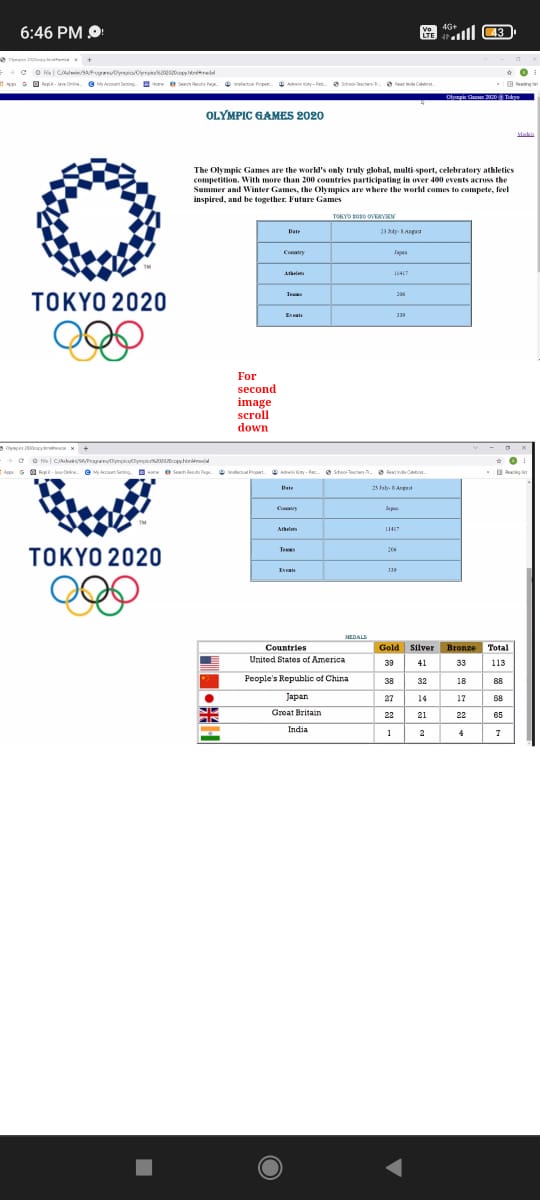 6:46 PM
Vo
LTE
4G+
43
Olympic Games 2020 @ Tokyo
OLYMPIC GAMES 2020
Medals
The Olympic Games are the world's only truly global, multi-sport, celebratory athletics
competition. With more than 200 countries participating in over 400 events across the
Summer and Winter Games, the Olympics are where the world comes to compete, feel
inspired, and be together. Future Games
TOKYO 2020 OVERVIEW
Date 23 July- 8 August
Country Japan
Athelets 11417
Teams 206
Events 339
TM
TOKYO 2020
For
second
image
scroll
down
Date 23 July- 8 August
Country Japan
Athelets 11417
Teams 206
Events 339
TM
TOKYO 2020
MEDALS
Countries Gold Silver Bronze Total
United States of America 39 41 33 113
People's Republic of China 38 32 18 88
Japan 27 14 17 58
Great Britain 22 21 22 65
India 1 2 4 7